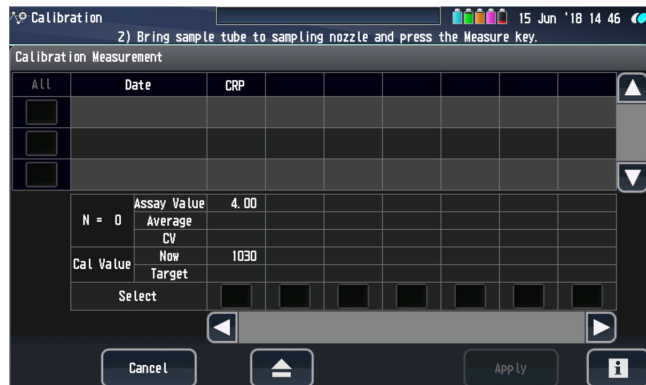 Calibration
15 Jun '18 14 46
2) Bring sample tube to sampling nozzle and press the Measure key.
Calibration Measurement
All Date CRP
Assay Value 4.00
N = 0 Average
CV
Cal Value Now 1030
Target
Select
Cancel Apply i